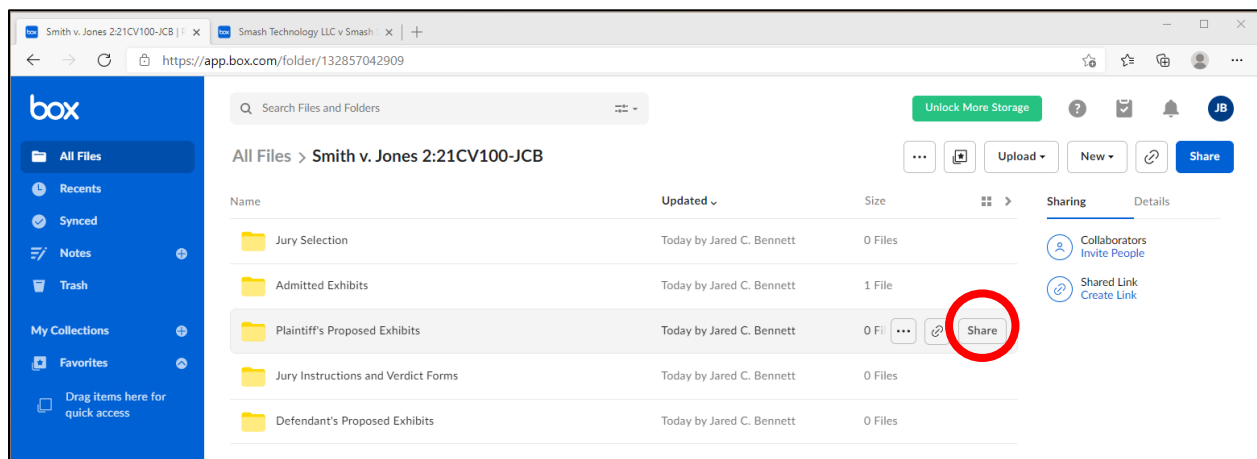 Smith v. Jones 2:21CV100-JCB |
Smash Technology LLC v Smash
https://app.box.com/folder/132857042909
box
Search Files and Folders
Unlock More Storage
?
JB
All Files
Recents
Synced
Notes
Trash
My Collections
Favorites
Drag items here for
quick access
All Files > Smith v. Jones 2:21CV100-JCB
Upload
New
Share
Name Updated Size
Jury Selection Today by Jared C. Bennett 0 Files
Admitted Exhibits Today by Jared C. Bennett 1 File
Plaintiff's Proposed Exhibits Today by Jared C. Bennett 0 Fi ... Share
Jury Instructions and Verdict Forms Today by Jared C. Bennett 0 Files
Defendant's Proposed Exhibits Today by Jared C. Bennett 0 Files
Sharing Details
Collaborators
Invite People
Shared Link
Create Link